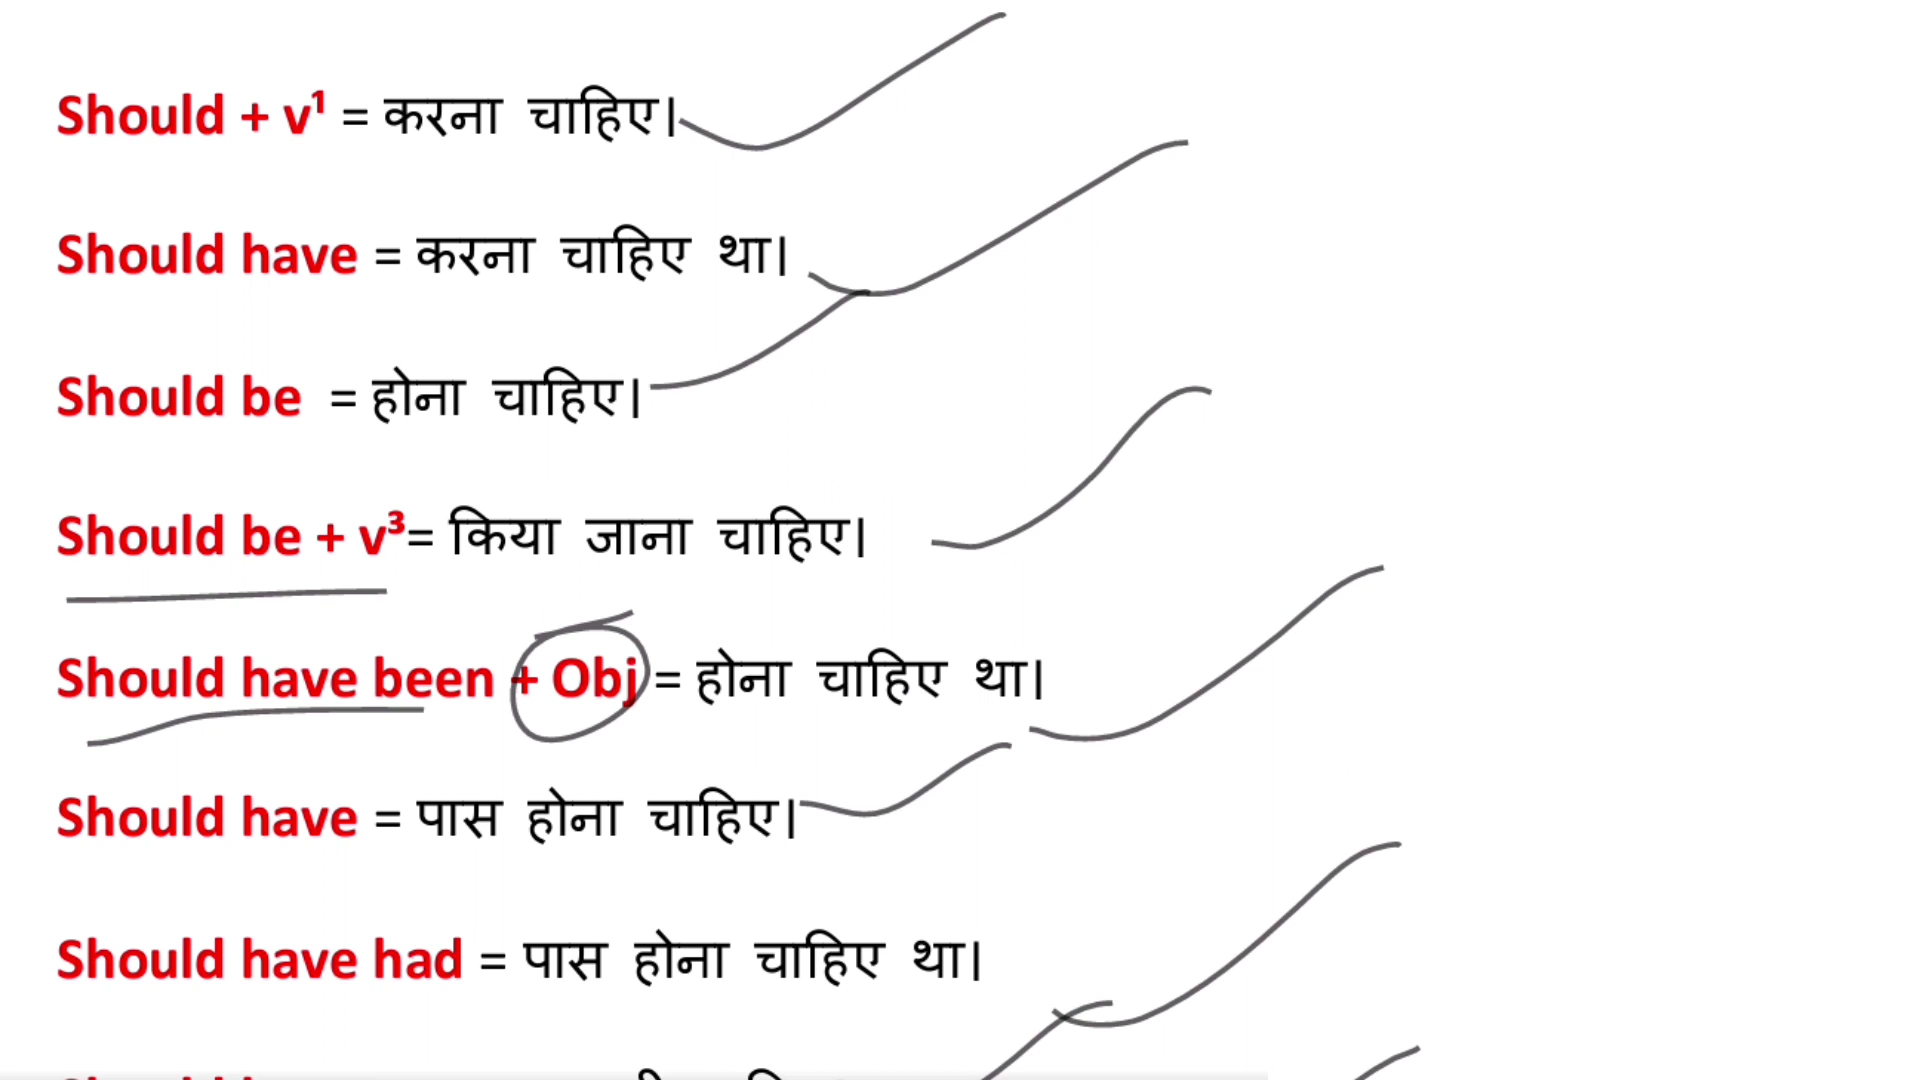 Should + v¹ = करना चाहिए।
Should have = करना चाहिए था।
Should be = होना चाहिए।
Should be + v³= किया जाना चाहिए।
Should have been + Obj = होना चाहिए था।
Should have = पास होना चाहिए।
Should have had = पास होना चाहिए था।